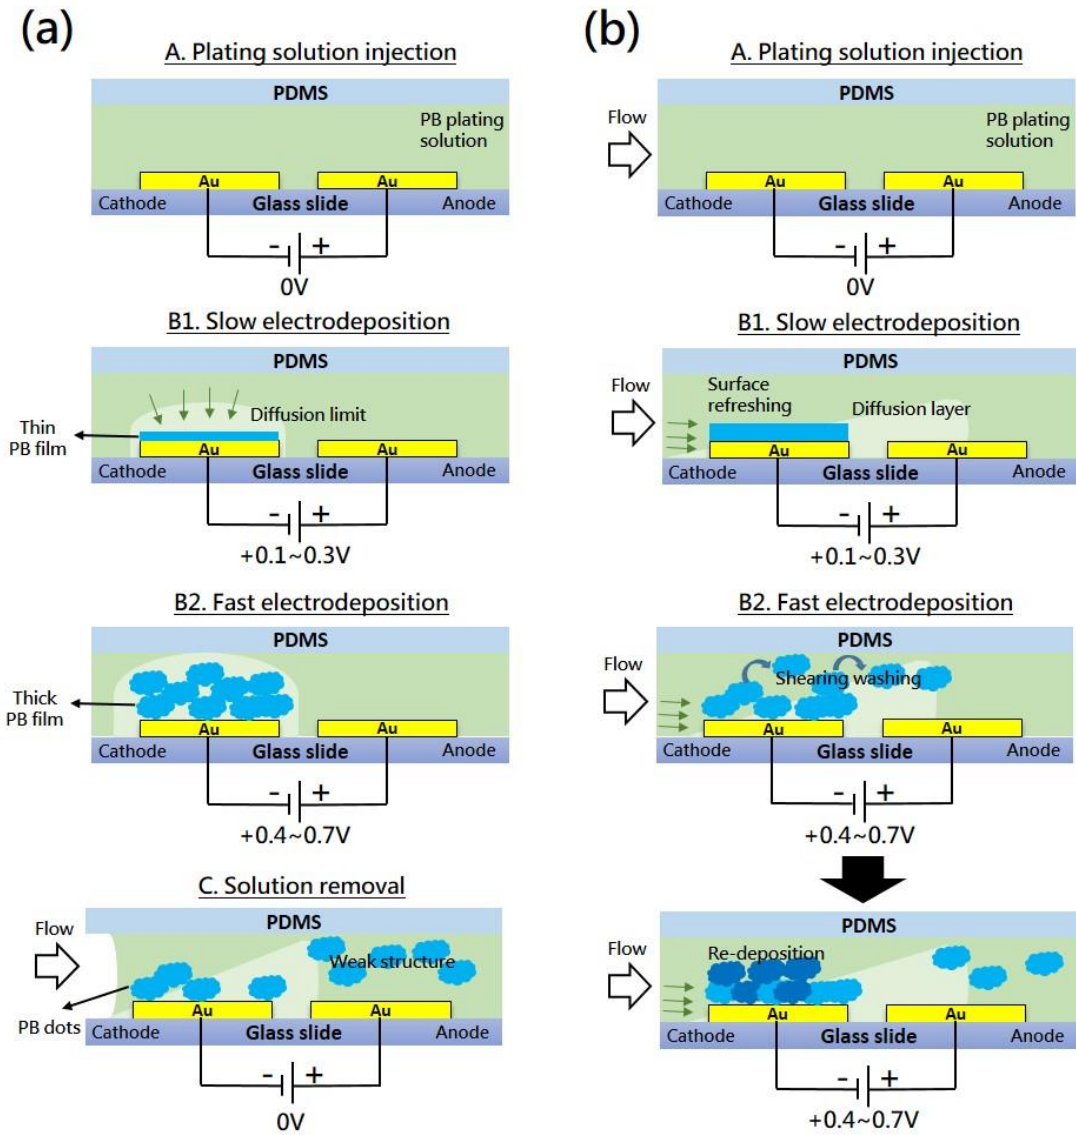 (a)
A. Plating solution injection
PDMS
PB plating
solution
Au
Au
Cathode
Glass slide
Anode
- +
0V
B1. Slow electrodeposition
PDMS
Diffusion limit
Thin
PB film
Au
Au
Cathode
Glass slide
Anode
- +
+0.1~0.3V
B2. Fast electrodeposition
PDMS
Thick
PB film
Au
Au
Cathode
Glass slide
Anode
- +
+0.4~0.7V
C. Solution removal
Flow
PDMS
Weak structure
PB dots
Au
Au
Cathode
Glass slide
Anode
- +
0V
(b)
A. Plating solution injection
Flow
PDMS
PB plating
solution
Au
Au
Cathode
Glass slide
Anode
- +
0V
B1. Slow electrodeposition
Flow
PDMS
Surface
refreshing
Diffusion layer
Au
Au
Cathode
Glass slide
Anode
- +
+0.1~0.3V
B2. Fast electrodeposition
Flow
PDMS
Shearing washing
Au
Au
Cathode
Glass slide
Anode
- +
+0.4~0.7V
Flow
PDMS
Re-deposition
Au
Au
Cathode
Glass slide
Anode
- +
+0.4~0.7V